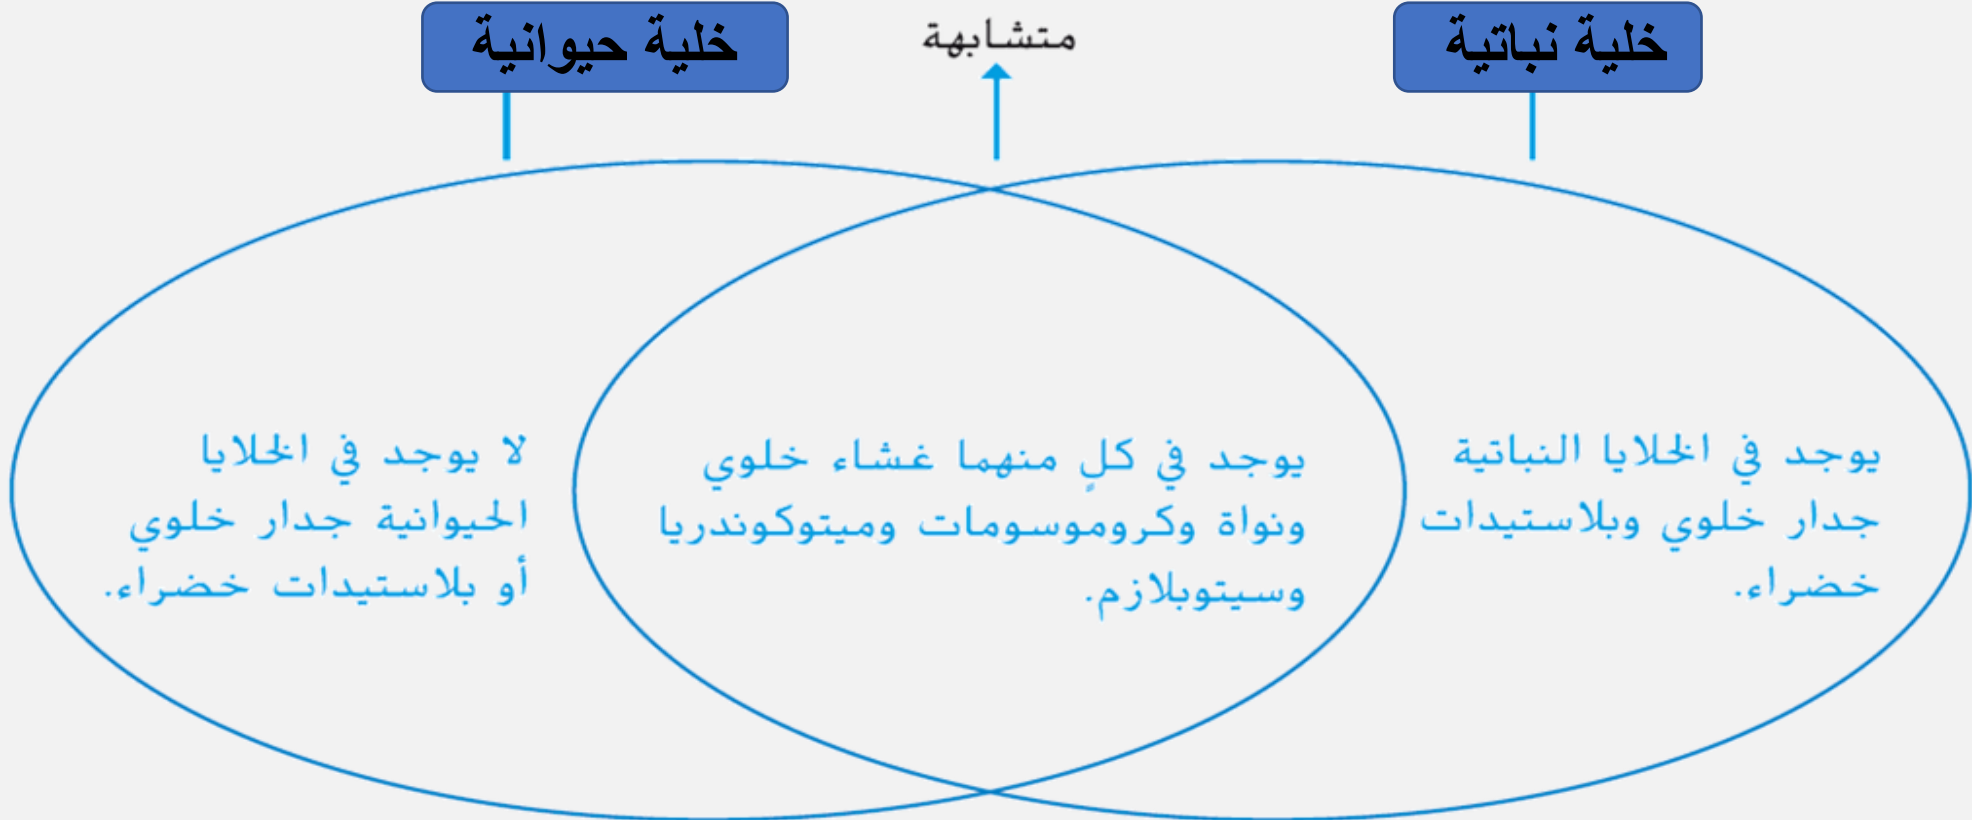 خلية نباتية
متشابهة
خلية حيوانية
يوجد في الخلايا النباتية
جدار خلوي وبلاستيدات
خضراء.
يوجد في كلٍ منهما غشاء خلوي
ونواة وكروموسومات وميتوكوندريا
وسيتوبلازم.
لا يوجد في الخلايا
الحيوانية جدار خلوي
أو بلاستيدات خضراء.